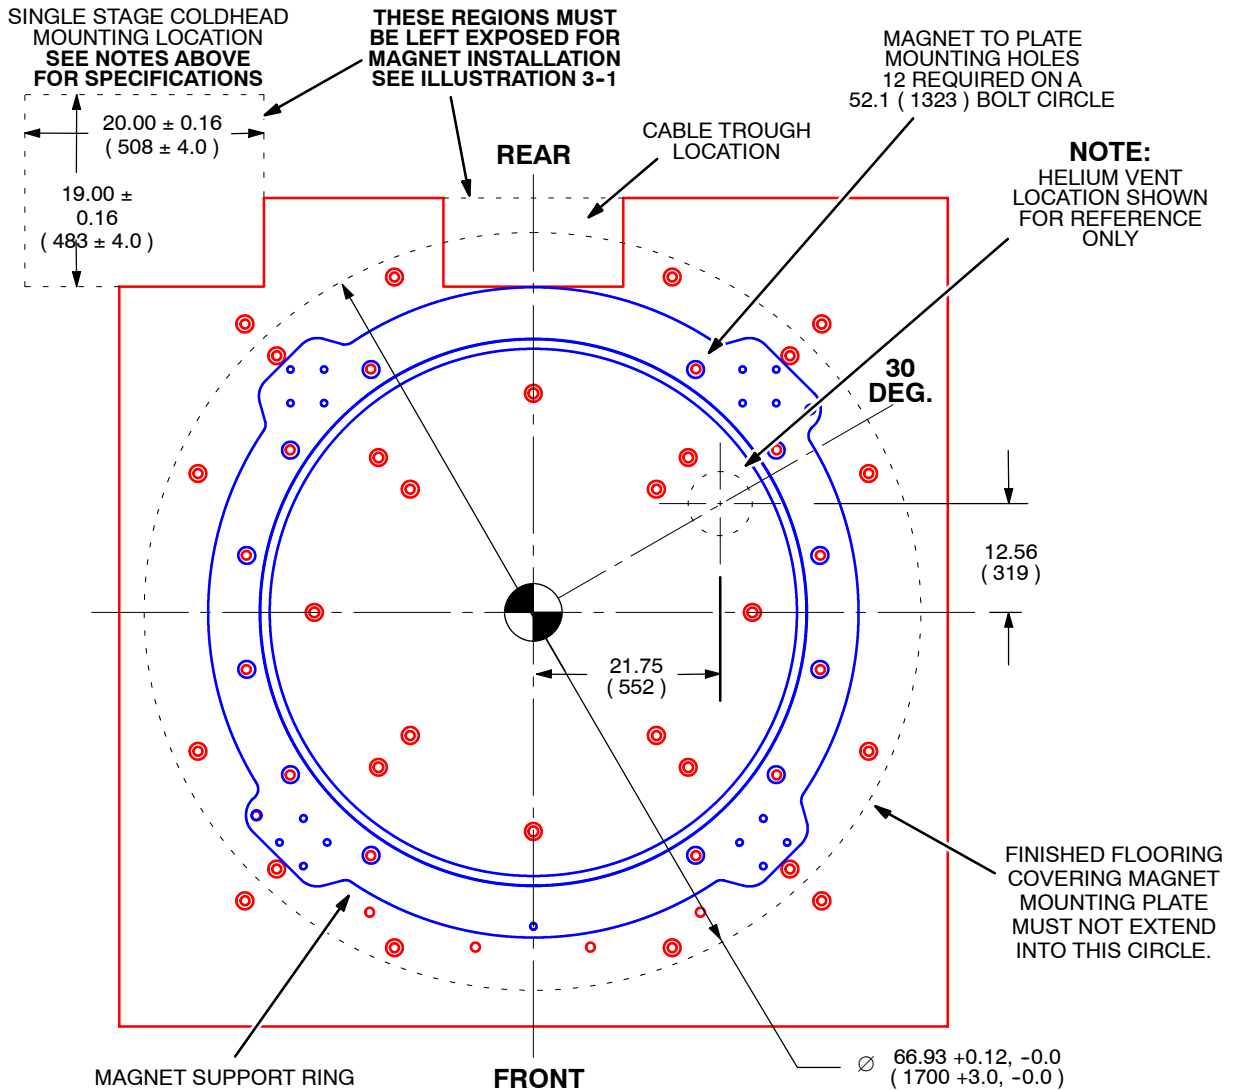 SINGLE STAGE COLDHEAD
MOUNTING LOCATION
SEE NOTES ABOVE
FOR SPECIFICATIONS
THESE REGIONS MUST
BE LEFT EXPOSED FOR
MAGNET INSTALLATION
SEE ILLUSTRATION 3-1
MAGNET TO PLATE
MOUNTING HOLES
12 REQUIRED ON A
52.1 ( 1323 ) BOLT CIRCLE
20.00 ± 0.16
( 508 ± 4.0 )
CABLE TROUGH
LOCATION
REAR
NOTE:
HELIUM VENT
LOCATION SHOWN
FOR REFERENCE
ONLY
19.00 ±
0.16
( 483 ± 4.0 )
30
DEG.
12.56
( 319 )
21.75
( 552 )
FINISHED FLOORING
COVERING MAGNET
MOUNTING PLATE
MUST NOT EXTEND
INTO THIS CIRCLE.
MAGNET SUPPORT RING
FRONT
∅ 66.93 +0.12, -0.0
( 1700 +3.0, -0.0 )